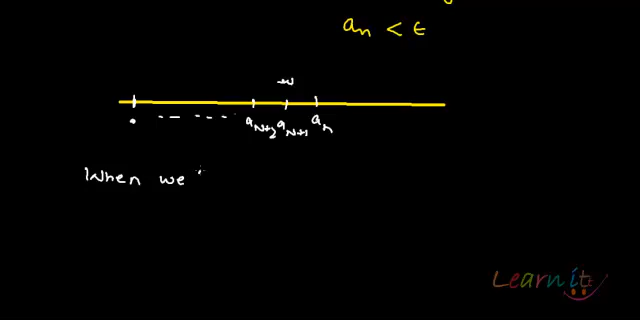 aₙ < ε
0 - - - - - a_{N+2} a_{N+1} aₙ
When we
Learnit